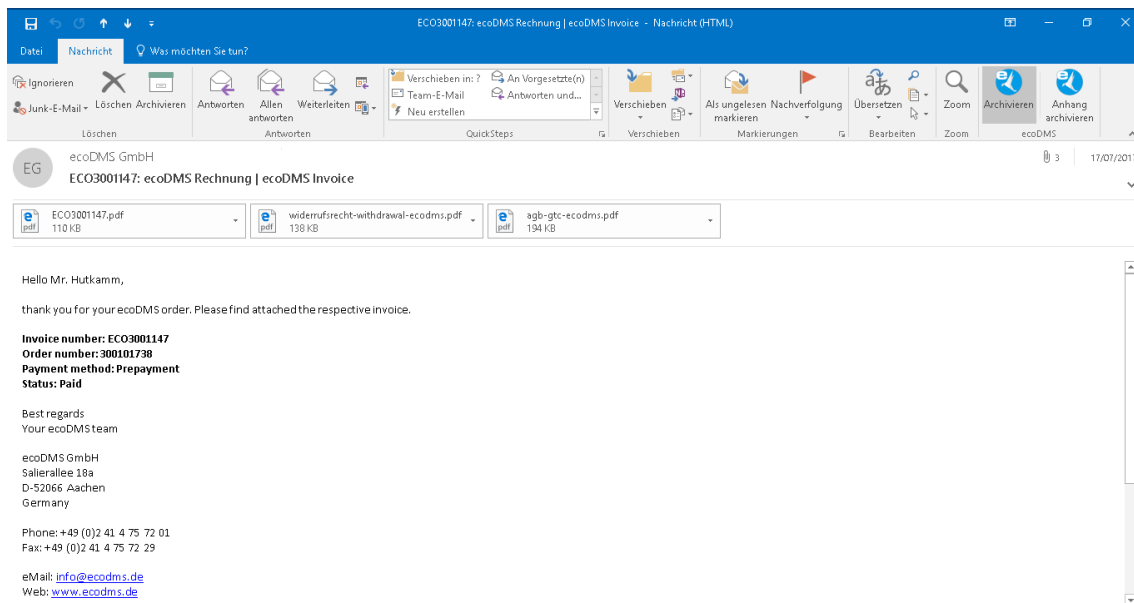 ECO3001147: ecoDMS Rechnung | ecoDMS Invoice - Nachricht (HTML)
Datei Nachricht Was möchten Sie tun?
Ignorieren
Junk-E-Mail
Löschen
Archivieren
Löschen
Antworten
Allen antworten
Weiterleiten
Antworten
Verschieben in: ?
Team-E-Mail
Neu erstellen
An Vorgesetzte(n)
Antworten und...
QuickSteps
Verschieben
Verschieben
Als ungelesen markieren
Nachverfolgung
Markierungen
Übersetzen
Bearbeiten
Zoom
Zoom
Archivieren
Anhang archivieren
ecoDMS
EG
ecoDMS GmbH
ECO3001147: ecoDMS Rechnung | ecoDMS Invoice
3
17/07/2017
pdf
ECO3001147.pdf
110 KB
pdf
widerrufsrecht-withdrawal-ecodms.pdf
138 KB
pdf
agb-gtc-ecodms.pdf
194 KB
Hello Mr. Hutkamm,
thank you for your ecoDMS order. Please find attached the respective invoice.
Invoice number: ECO3001147
Order number: 300101738
Payment method: Prepayment
Status: Paid
Best regards
Your ecoDMS team
ecoDMS GmbH
Salierallee 18a
D-52066 Aachen
Germany
Phone: +49 (0)2 41 4 75 72 01
Fax: +49 (0)2 41 4 75 72 29
eMail: info@ecodms.de
Web: www.ecodms.de